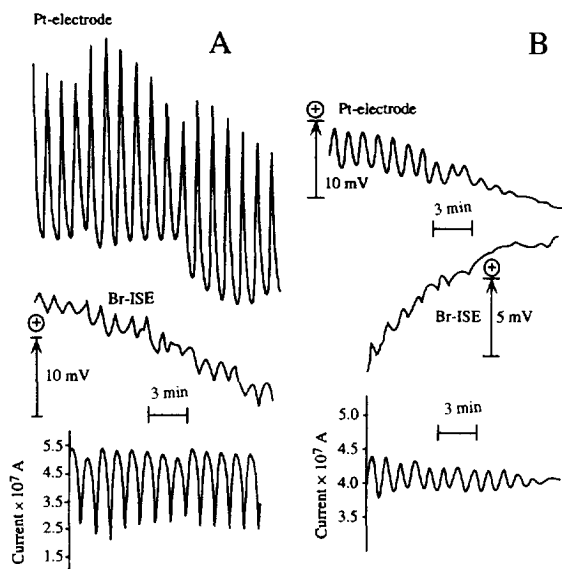 A
Pt-electrode
Br-ISE
⊕
10 mV
3 min
5.5
4.5
3.5
2.5
1.5
Current × 10⁷ A
B
⊕ Pt-electrode
10 mV
3 min
⊕
Br-ISE
5 mV
3 min
5.0
4.5
4.0
3.5
Current × 10⁷ A